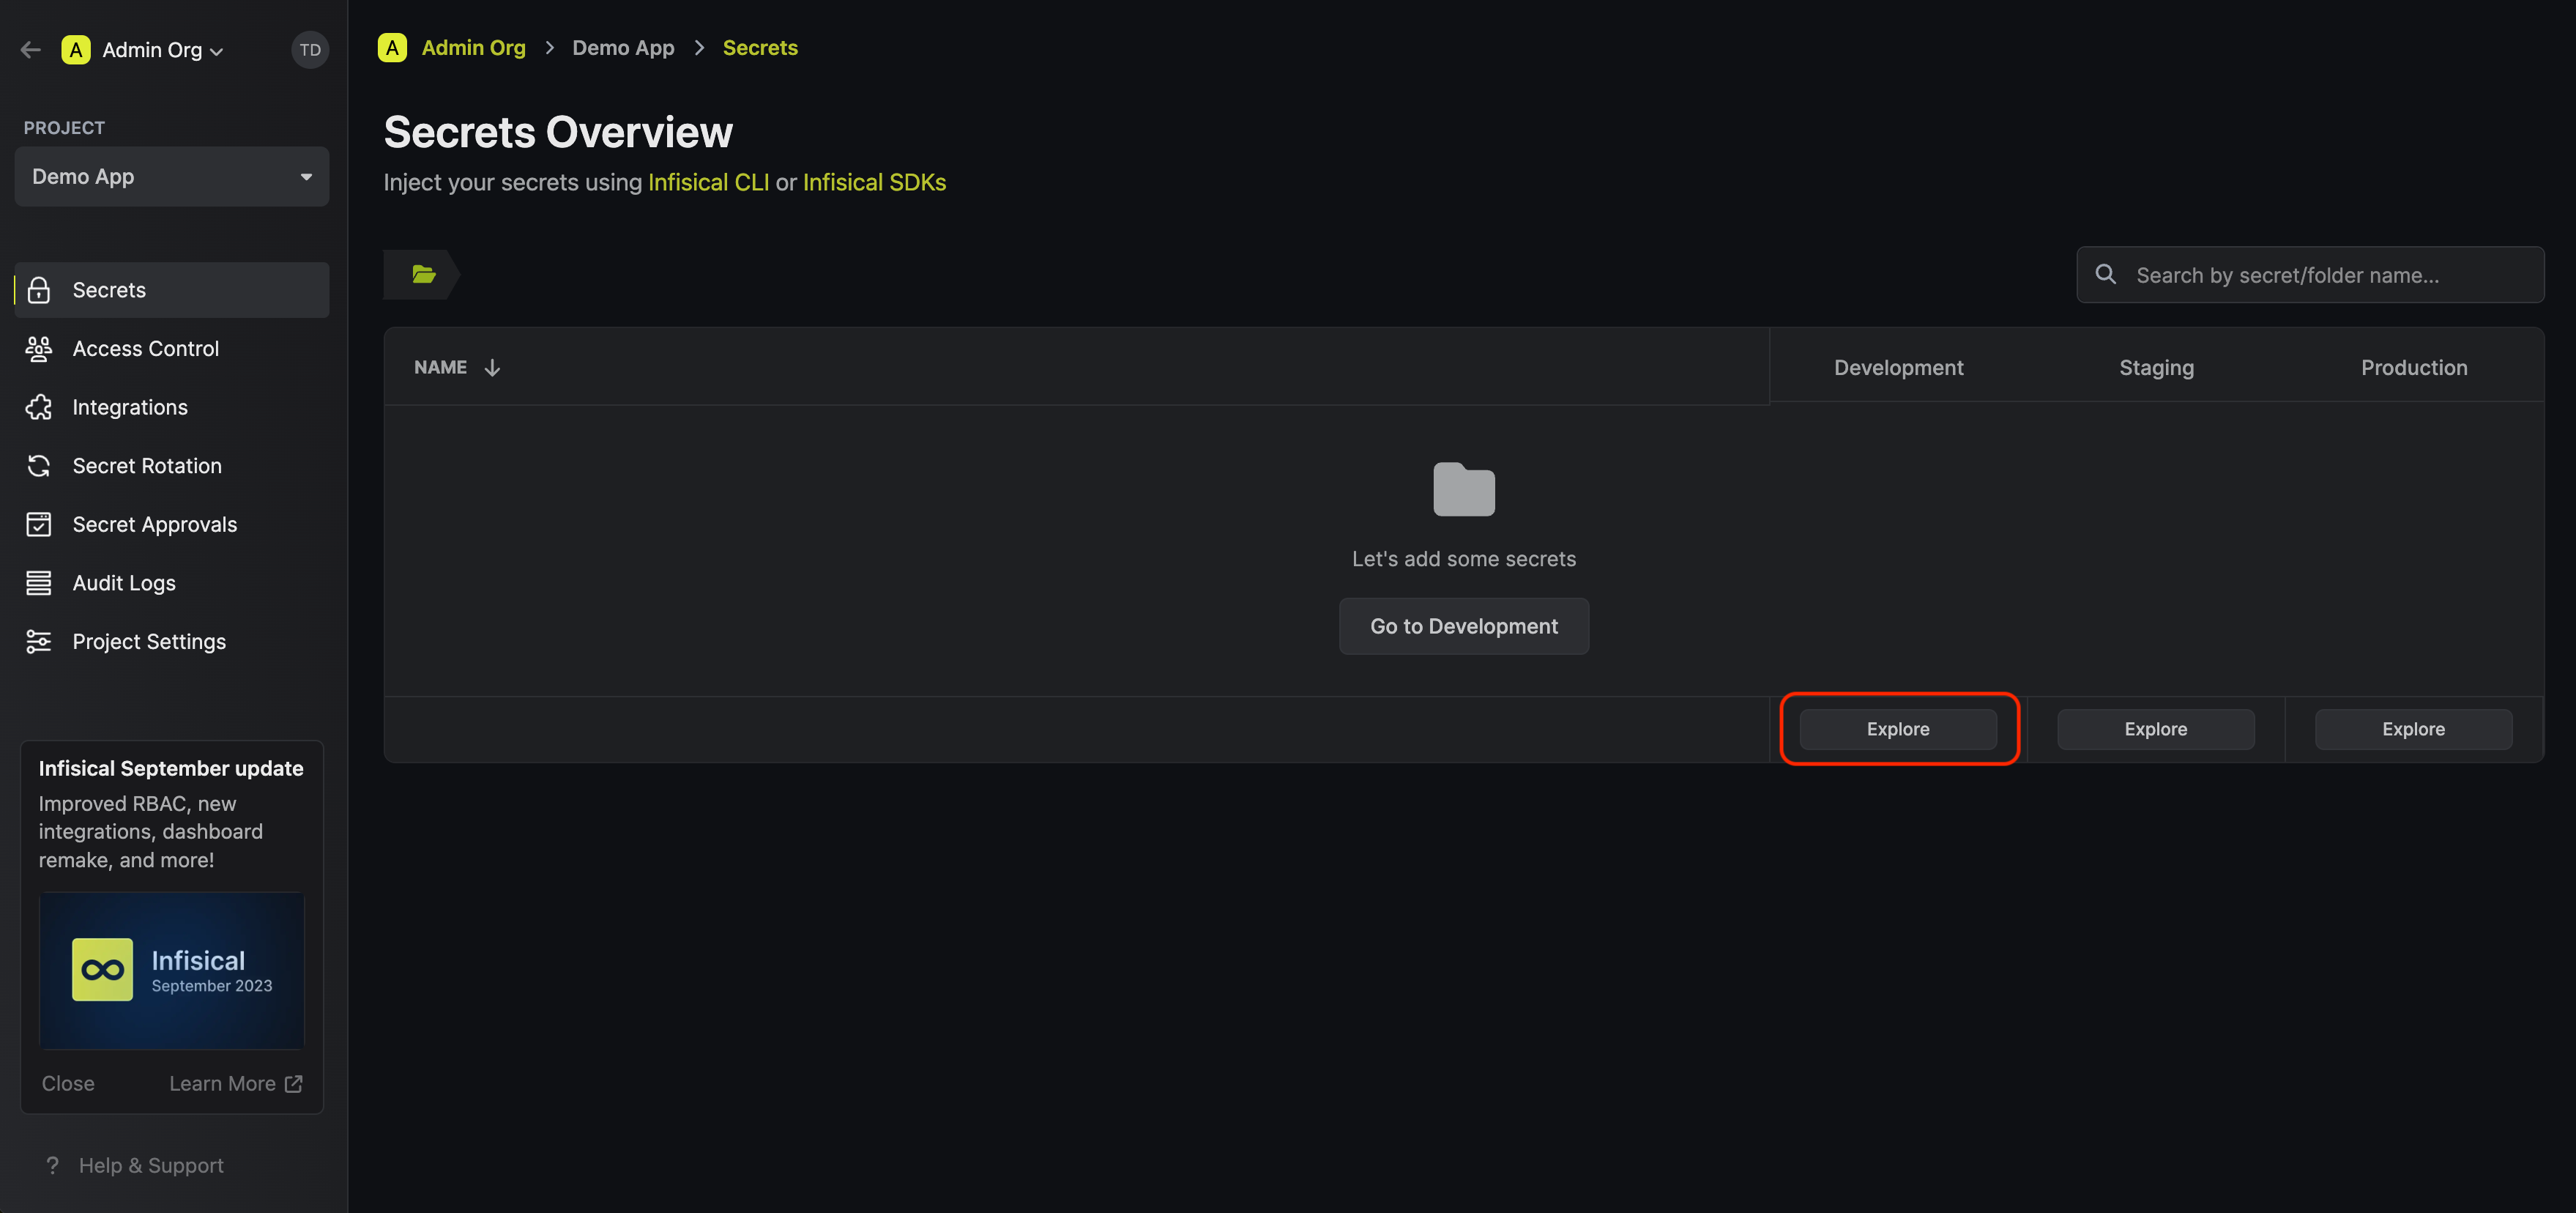 A Admin Org TD
PROJECT
Demo App
Secrets
Access Control
Integrations
Secret Rotation
Secret Approvals
Audit Logs
Project Settings
Infisical September update
Improved RBAC, new
integrations, dashboard
remake, and more!
Infisical
September 2023
Close Learn More
? Help & Support
A Admin Org > Demo App > Secrets
Secrets Overview
Inject your secrets using Infisical CLI or Infisical SDKs
Search by secret/folder name...
NAME Development Staging Production
Let's add some secrets
Go to Development
Explore Explore Explore